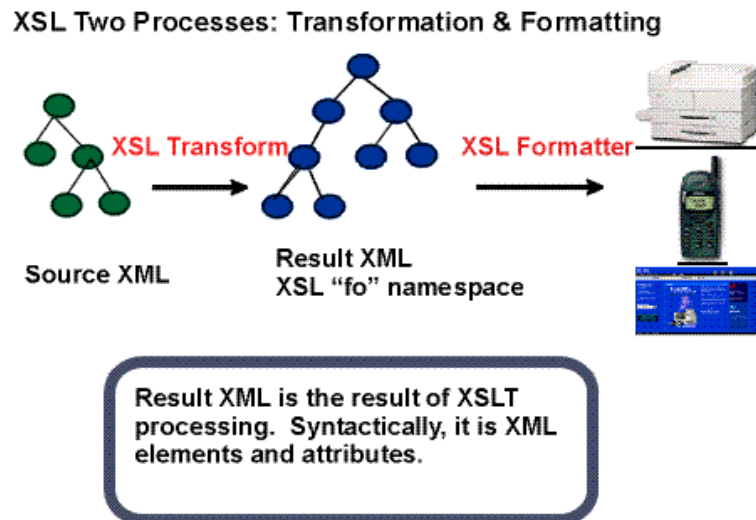 XSL Two Processes: Transformation & Formatting
XSL Transform
XSL Formatter
Source XML
Result XML
XSL “fo” namespace
Result XML is the result of XSLT
processing. Syntactically, it is XML
elements and attributes.